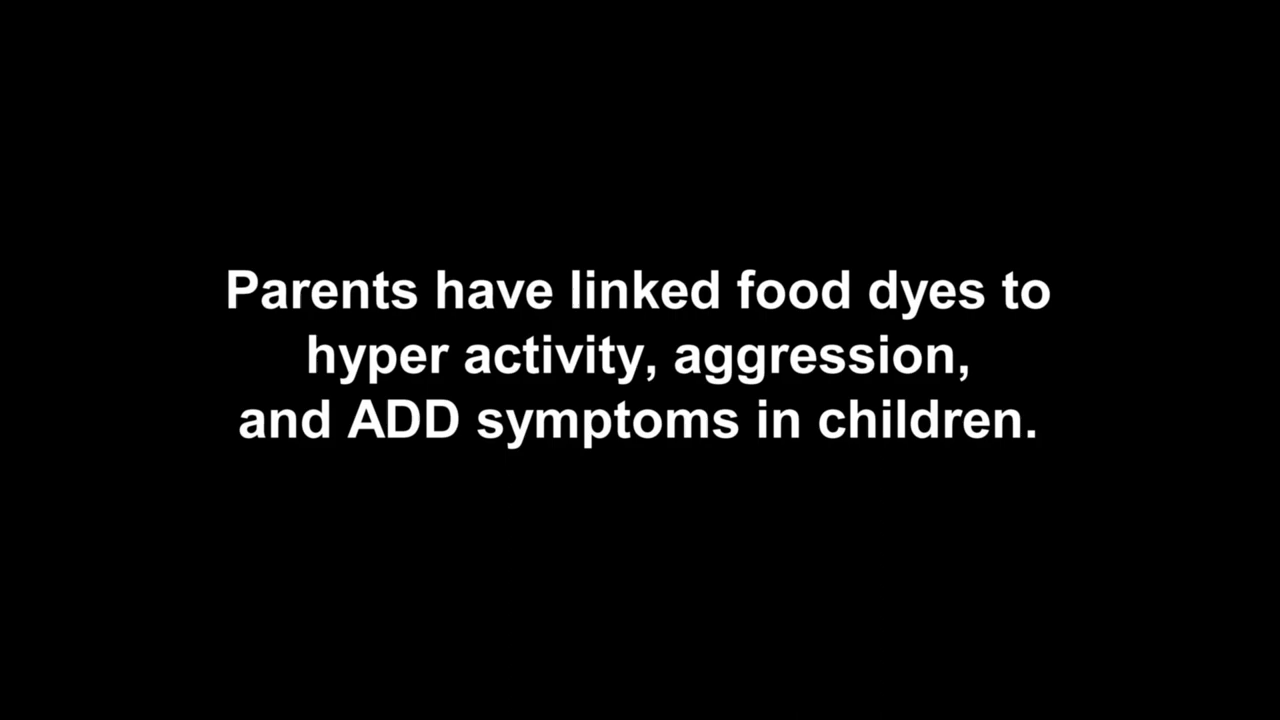 Parents have linked food dyes to
hyper activity, aggression,
and ADD symptoms in children.